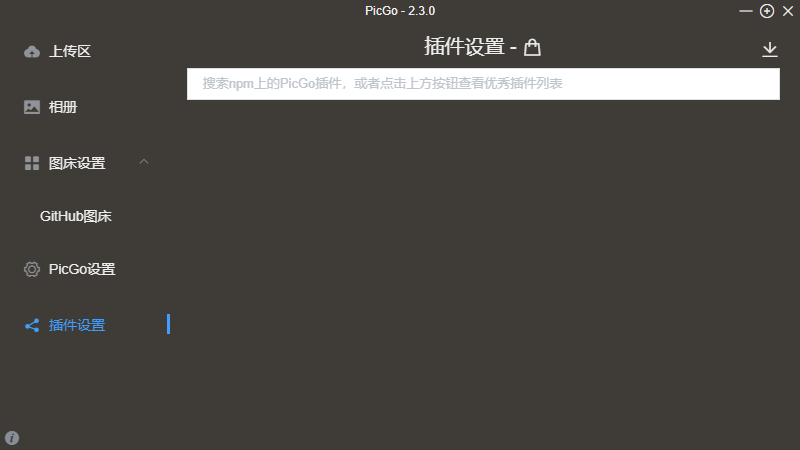 PicGo - 2.3.0
上传区
相册
图床设置
GitHub图床
PicGo设置
插件设置
插件设置 -
搜索npm上的PicGo插件，或者点击上方按钮查看优秀插件列表